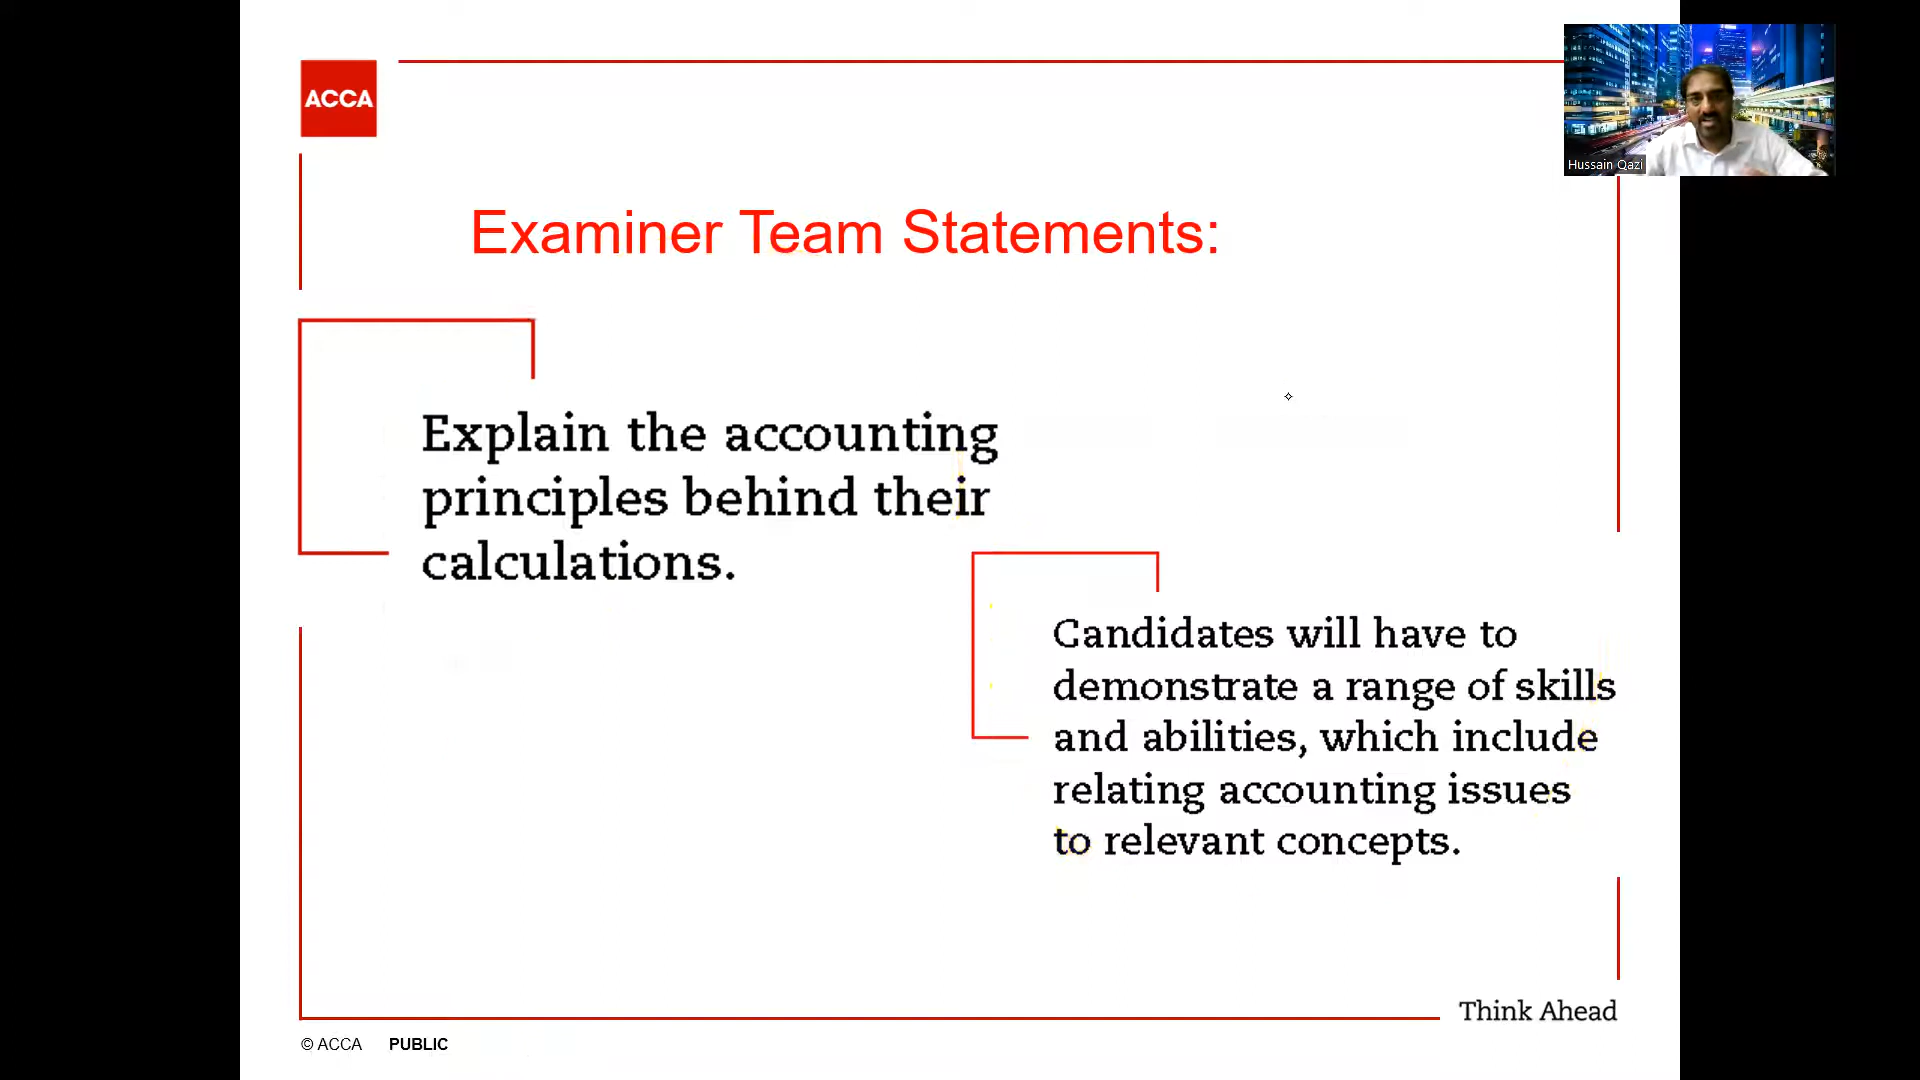 ACCA
Hussain Qazi
Examiner Team Statements:
Explain the accounting
principles behind their
calculations.
Candidates will have to
demonstrate a range of skills
and abilities, which include
relating accounting issues
to relevant concepts.
Think Ahead
© ACCA PUBLIC